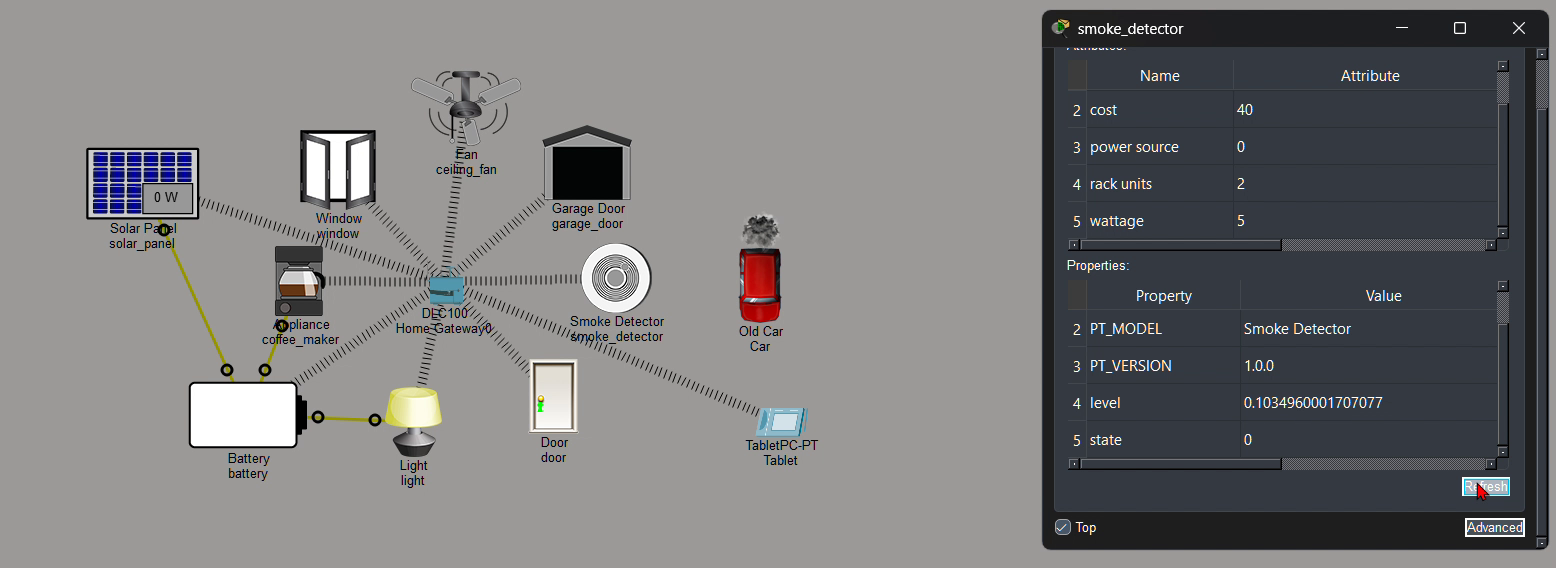 Fan
ceiling_fan
Window
window
Garage Door
garage_door
0 W
Solar Panel
solar_panel
Appliance
coffee_maker
DLC100
Home Gateway0
Smoke Detector
smoke_detector
Old Car
Car
Battery
battery
Light
light
Door
door
TabletPC-PT
Tablet
smoke_detector
Attributes:
Name Attribute
2 cost 40
3 power source 0
4 rack units 2
5 wattage 5
Properties:
Property Value
2 PT_MODEL Smoke Detector
3 PT_VERSION 1.0.0
4 level 0.1034960001707077
5 state 0
Refresh
Top
Advanced